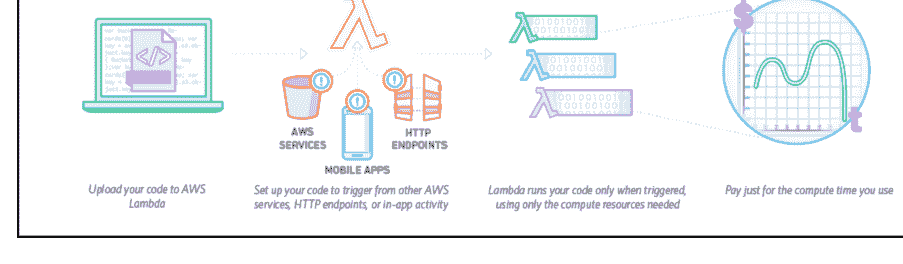 </>
$
t
AWS
SERVICES
HTTP
ENDPOINTS
MOBILE APPS
Upload your code to AWS
Lambda
Set up your code to trigger from other AWS
services, HTTP endpoints, or in-app activity
Lambda runs your code only when triggered,
using only the compute resources needed
Pay just for the compute time you use